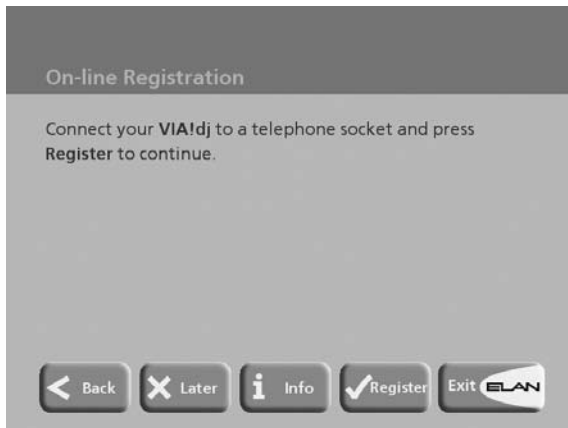 On-line Registration
Connect your VIA!dj to a telephone socket and press
Register to continue.
Back
Later
i Info
Register
Exit ELAN